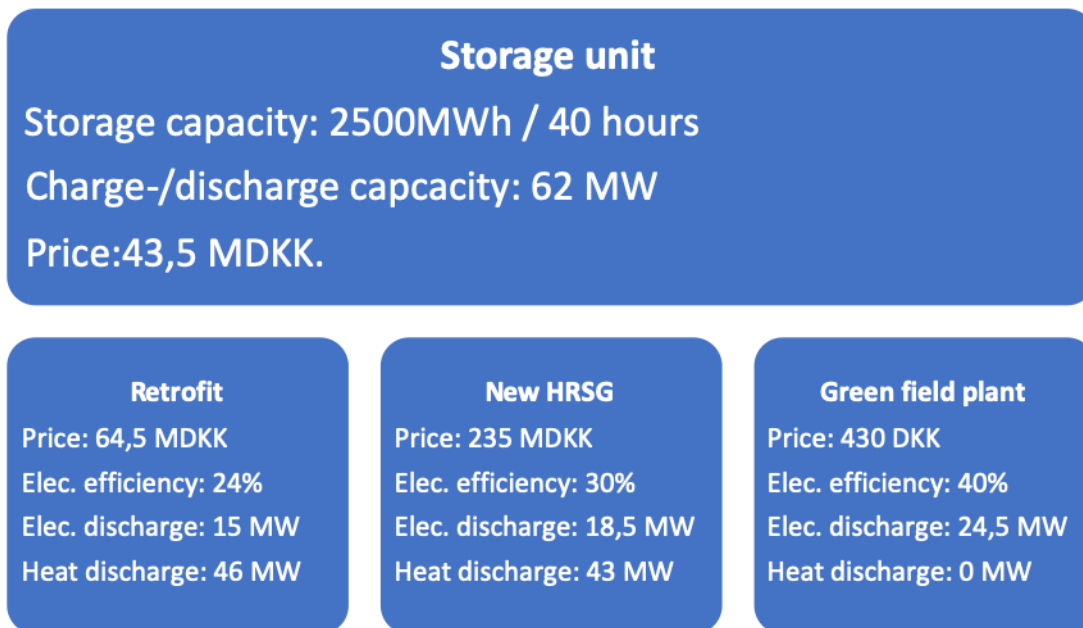 Storage unit
Storage capacity: 2500MWh / 40 hours
Charge-/discharge capcacity: 62 MW
Price:43,5 MDKK.
Retrofit
Price: 64,5 MDKK
Elec. efficiency: 24%
Elec. discharge: 15 MW
Heat discharge: 46 MW
New HRSG
Price: 235 MDKK
Elec. efficiency: 30%
Elec. discharge: 18,5 MW
Heat discharge: 43 MW
Green field plant
Price: 430 DKK
Elec. efficiency: 40%
Elec. discharge: 24,5 MW
Heat discharge: 0 MW